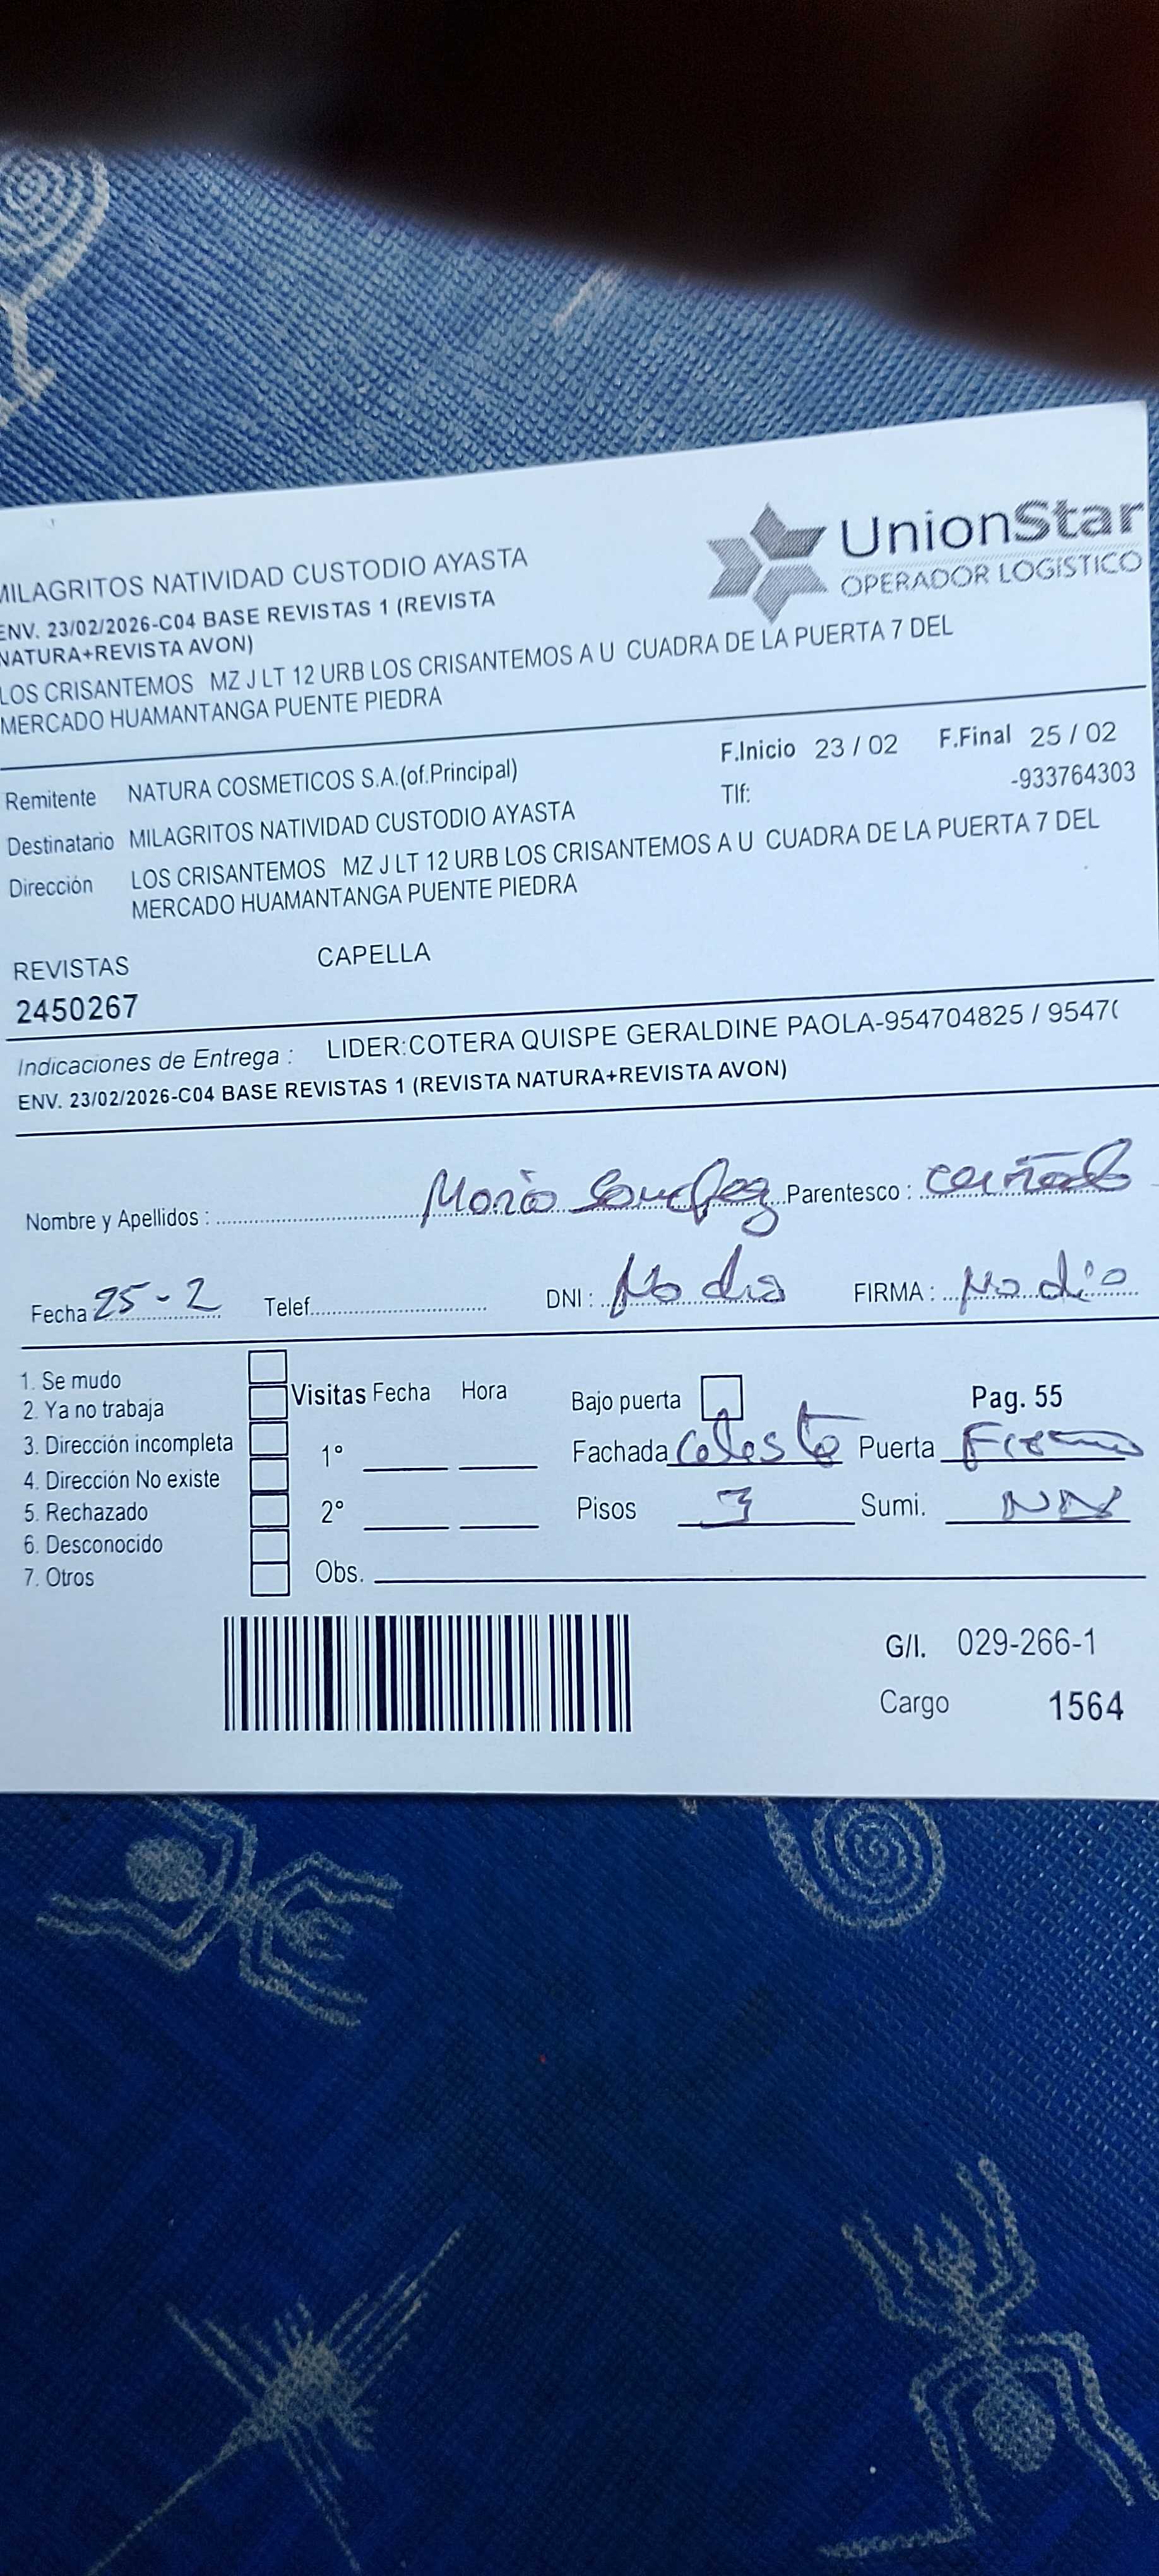 MILAGRITOS NATIVIDAD CUSTODIO AYASTA
ENV. 23/02/2026-C04 BASE REVISTAS 1 (REVISTA
NATURA+REVISTA AVON)
LOS CRISANTEMOS MZ J LT 12 URB LOS CRISANTEMOS A U CUADRA DE LA PUERTA 7 DEL
MERCADO HUAMANTANGA PUENTE PIEDRA
UnionStar
OPERADOR LOGISTICO
F.Inicio 23 / 02 F.Final 25 / 02
Remitente NATURA COSMETICOS S.A.(of.Principal)
Tlf: -933764303
Destinatario MILAGRITOS NATIVIDAD CUSTODIO AYASTA
Dirección LOS CRISANTEMOS MZ J LT 12 URB LOS CRISANTEMOS A U CUADRA DE LA PUERTA 7 DEL
MERCADO HUAMANTANGA PUENTE PIEDRA
REVISTAS CAPELLA
2450267
Indicaciones de Entrega : LIDER:COTERA QUISPE GERALDINE PAOLA-954704825 / 9547(
ENV. 23/02/2026-C04 BASE REVISTAS 1 (REVISTA NATURA+REVISTA AVON)
Nombre y Apellidos : Parentesco :
Fecha 25-2 Telef. DNI : No dio FIRMA : No dio
1. Se mudo
2. Ya no trabaja
3. Dirección incompleta
4. Dirección No existe
5. Rechazado
6. Desconocido
7. Otros
Visitas Fecha Hora
1°
2°
Obs.
Bajo puerta
Pag. 55
Fachada Celeste Puerta Fierro
Pisos 3 Sumi. NN
G/I. 029-266-1
Cargo 1564